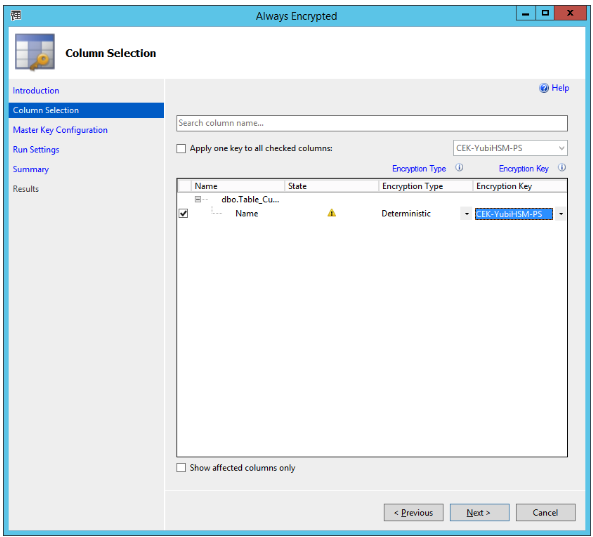 Always Encrypted
Column Selection
Introduction
Column Selection
Master Key Configuration
Run Settings
Summary
Results
Help
Search column name...
Apply one key to all checked columns:
CEK-YubiHSM-PS
Encryption Type
Encryption Key
Name State Encryption Type Encryption Key
dbo.Table_Cu...
Name Deterministic CEK-YubiHSM-PS
Show affected columns only
< Previous Next > Cancel